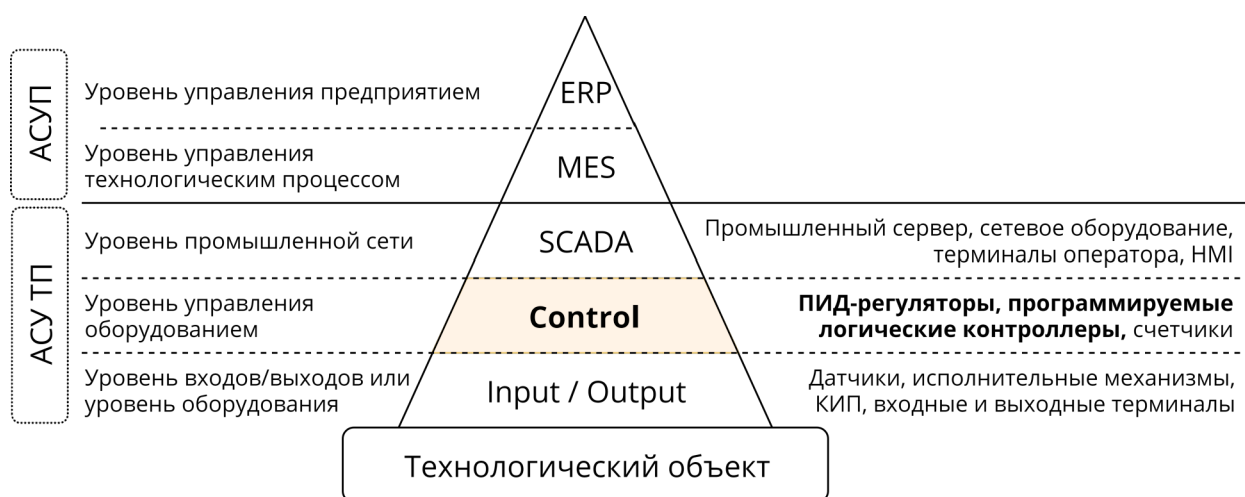 АСУП
Уровень управления предприятием
ERP
Уровень управления
технологическим процессом
MES
АСУ ТП
Уровень промышленной сети
SCADA
Промышленный сервер, сетевое оборудование,
терминалы оператора, HMI
Уровень управления
оборудованием
Control
ПИД-регуляторы, программируемые
логические контроллеры, счетчики
Уровень входов/выходов или
уровень оборудования
Input / Output
Датчики, исполнительные механизмы,
КИП, входные и выходные терминалы
Технологический объект